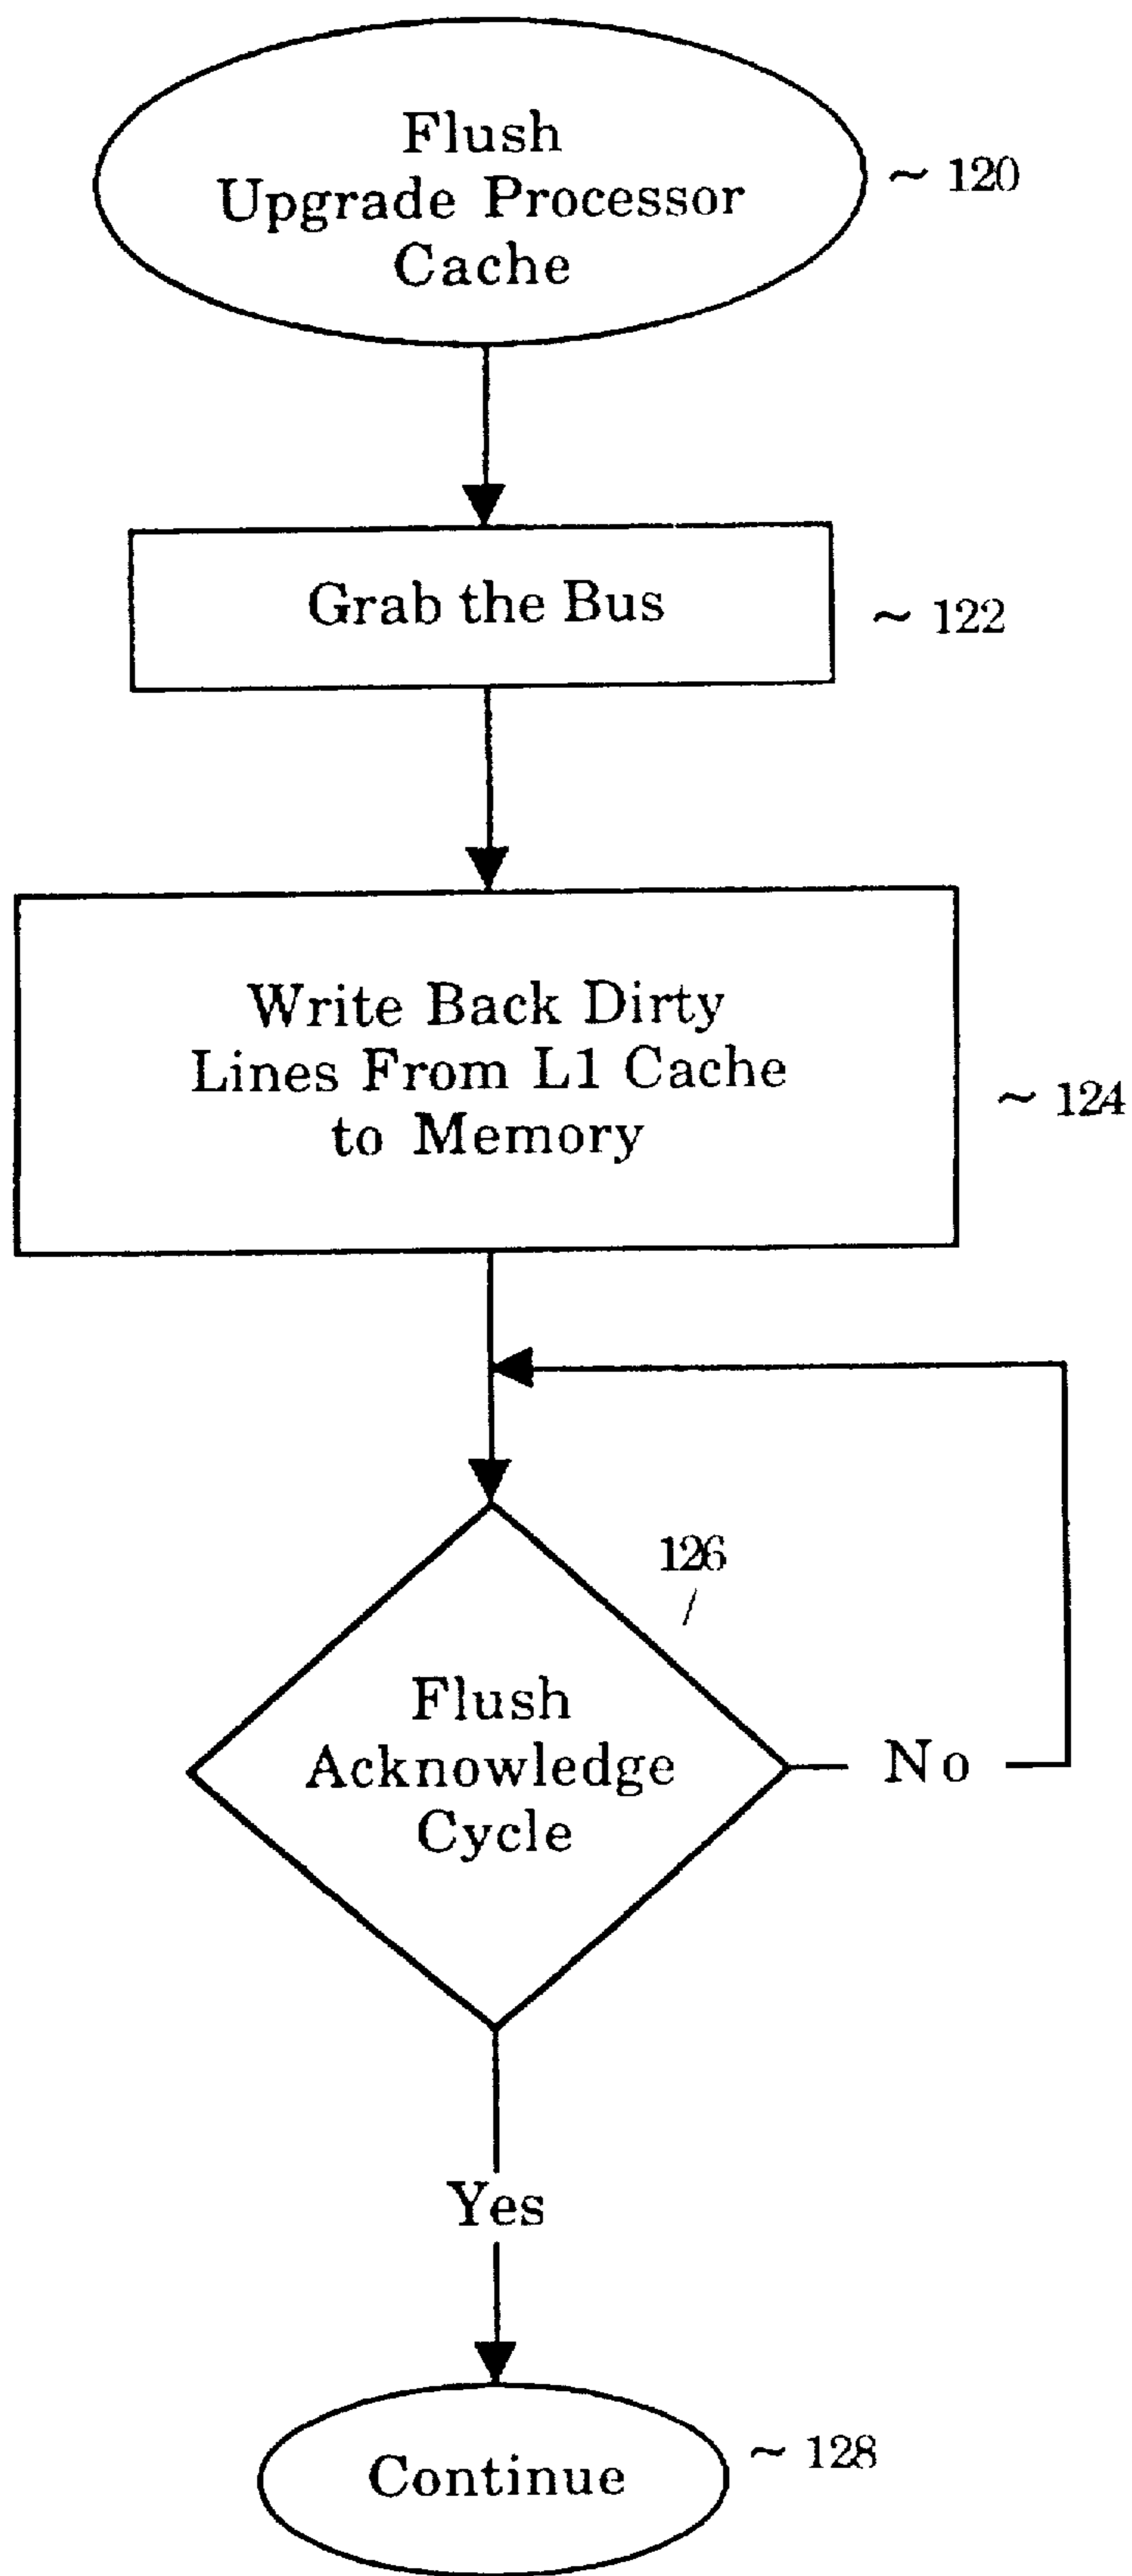 Flush
Upgrade Processor
Cache
~ 120
Grab the Bus
~ 122
Write Back Dirty
Lines From L1 Cache
to Memory
~ 124
126
Flush
Acknowledge
Cycle
No
Yes
Continue
~ 128